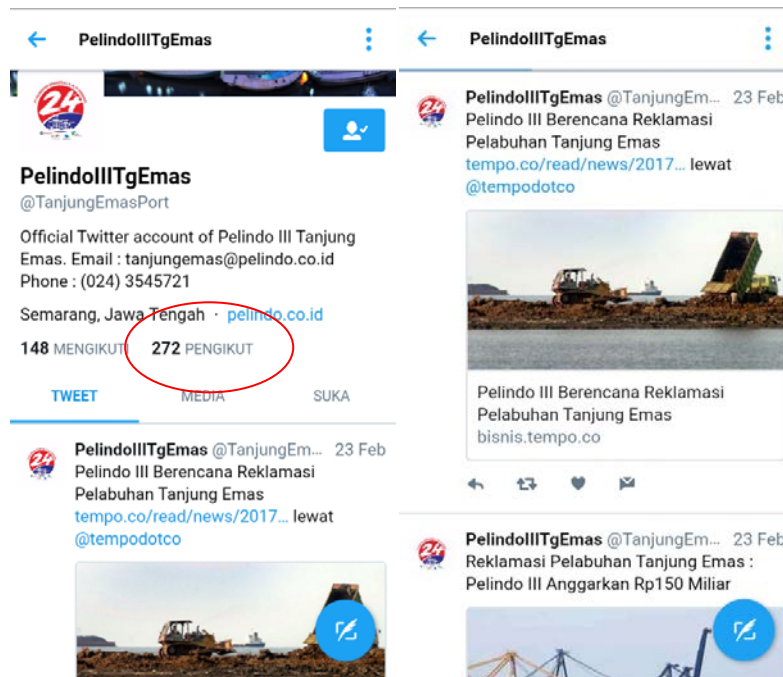 PelindoIIITgEmas
24
PelindoIIITgEmas
@TanjungEmasPort
Official Twitter account of Pelindo III Tanjung
Emas. Email : tanjungemas@pelindo.co.id
Phone : (024) 3545721
Semarang, Jawa Tengah · pelindo.co.id
148 MENGIKUTI 272 PENGIKUT
TWEET MEDIA SUKA
24
PelindoIIITgEmas @TanjungEm... 23 Feb
Pelindo III Berencana Reklamasi
Pelabuhan Tanjung Emas
tempo.co/read/news/2017... lewat
@tempodotco
PelindoIIITgEmas
24
PelindoIIITgEmas @TanjungEm... 23 Feb
Pelindo III Berencana Reklamasi
Pelabuhan Tanjung Emas
tempo.co/read/news/2017... lewat
@tempodotco
Pelindo III Berencana Reklamasi
Pelabuhan Tanjung Emas
bisnis.tempo.co
24
PelindoIIITgEmas @TanjungEm... 23 Feb
Reklamasi Pelabuhan Tanjung Emas :
Pelindo III Anggarkan Rp150 Miliar